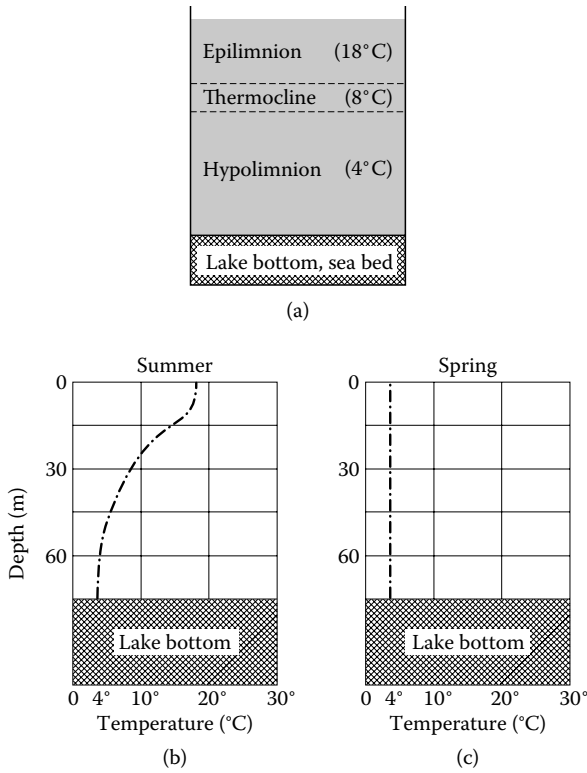 Epilimnion (18°C)
Thermocline (8°C)
Hypolimnion (4°C)
Lake bottom, sea bed
(a)
Summer
0
30
60
Depth (m)
Lake bottom
0 4° 10° 20° 30°
Temperature (°C)
(b)
Spring
0
30
60
Lake bottom
0 4° 10° 20° 30°
Temperature (°C)
(c)